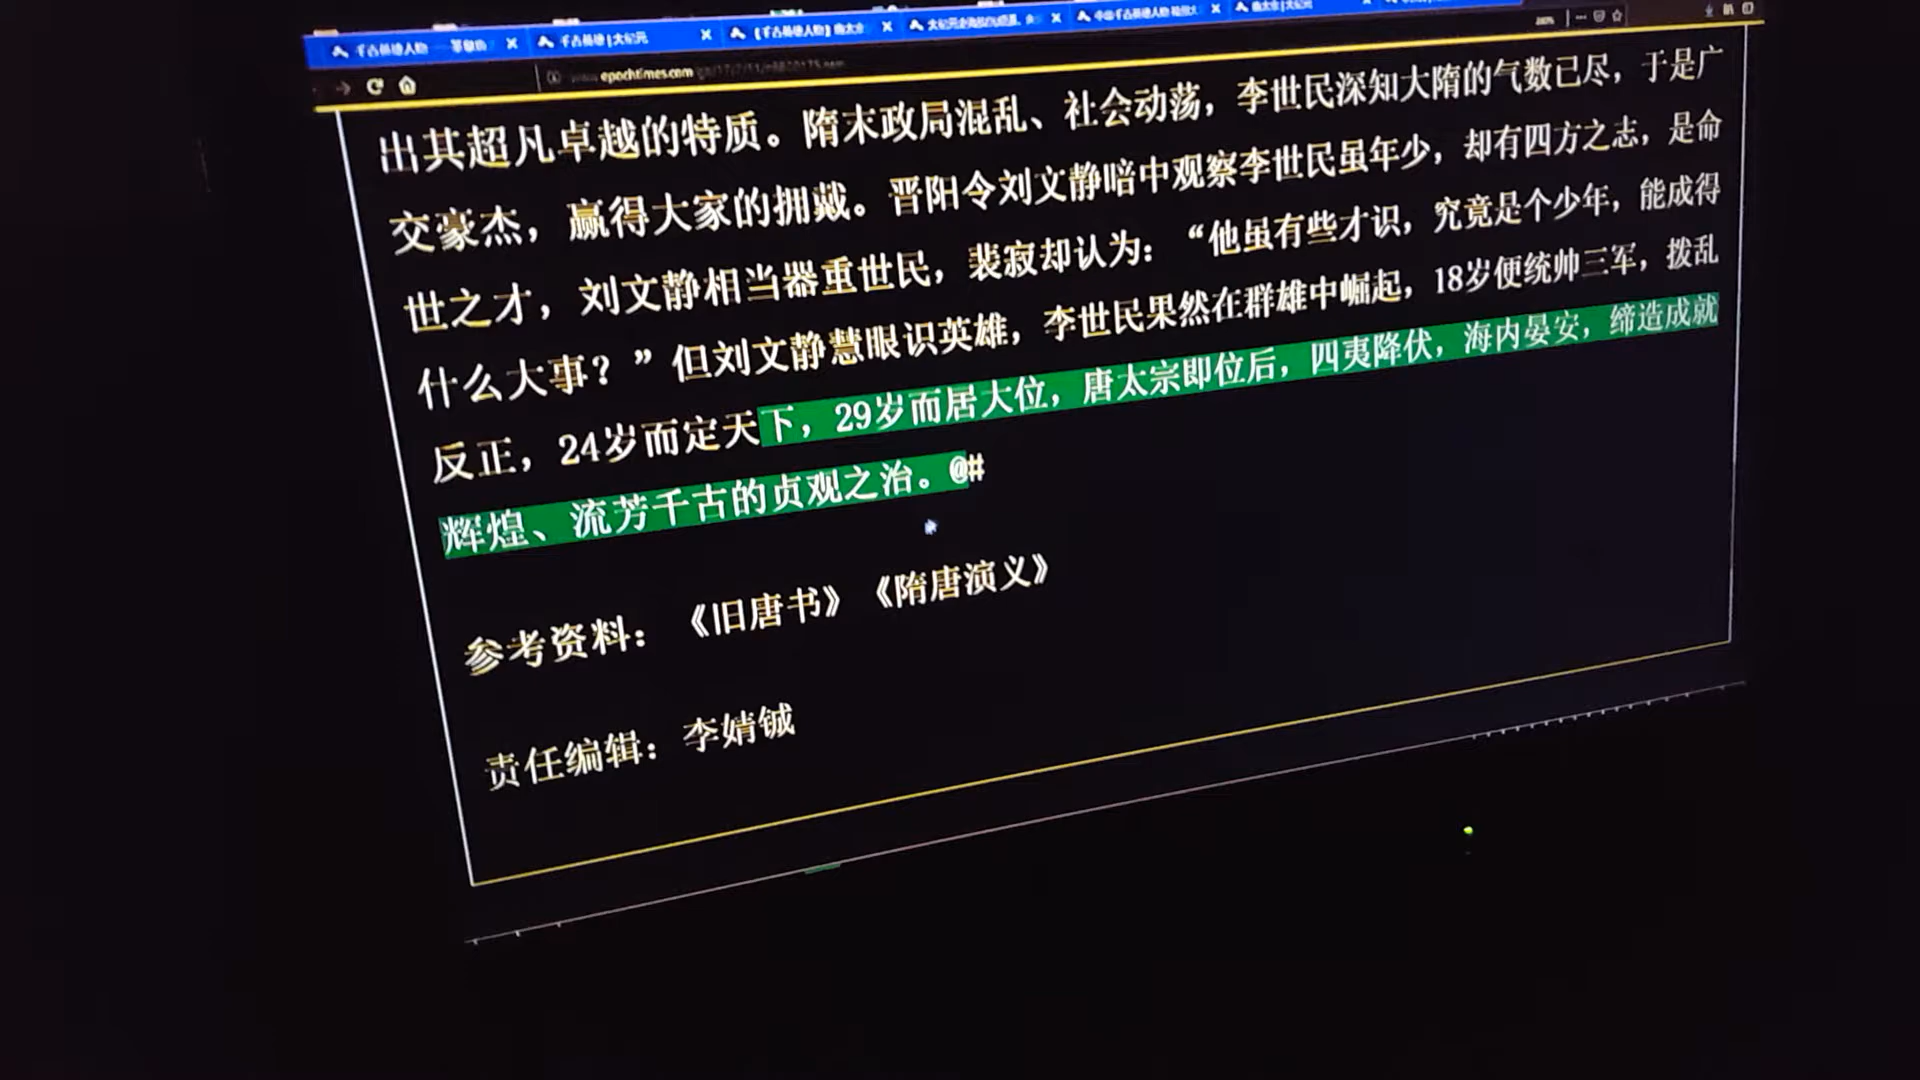 千古英雄 | 大纪元
www.epochtimes.com
出其超凡卓越的特质。隋末政局混乱、社会动荡，李世民深知大隋的气数已尽，于是广
交豪杰，赢得大家的拥戴。晋阳令刘文静暗中观察李世民虽年少，却有四方之志，是命
世之才，刘文静相当器重世民，裴寂却认为：“他虽有些才识，究竟是个少年，能成得
什么大事？”但刘文静慧眼识英雄，李世民果然在群雄中崛起，18岁便统帅三军，拨乱
反正，24岁而定天下，29岁而居大位，唐太宗即位后，四夷降伏，海内晏安，缔造成就
辉煌、流芳千古的贞观之治。@#
参考资料：《旧唐书》《隋唐演义》
责任编辑：李婧铖